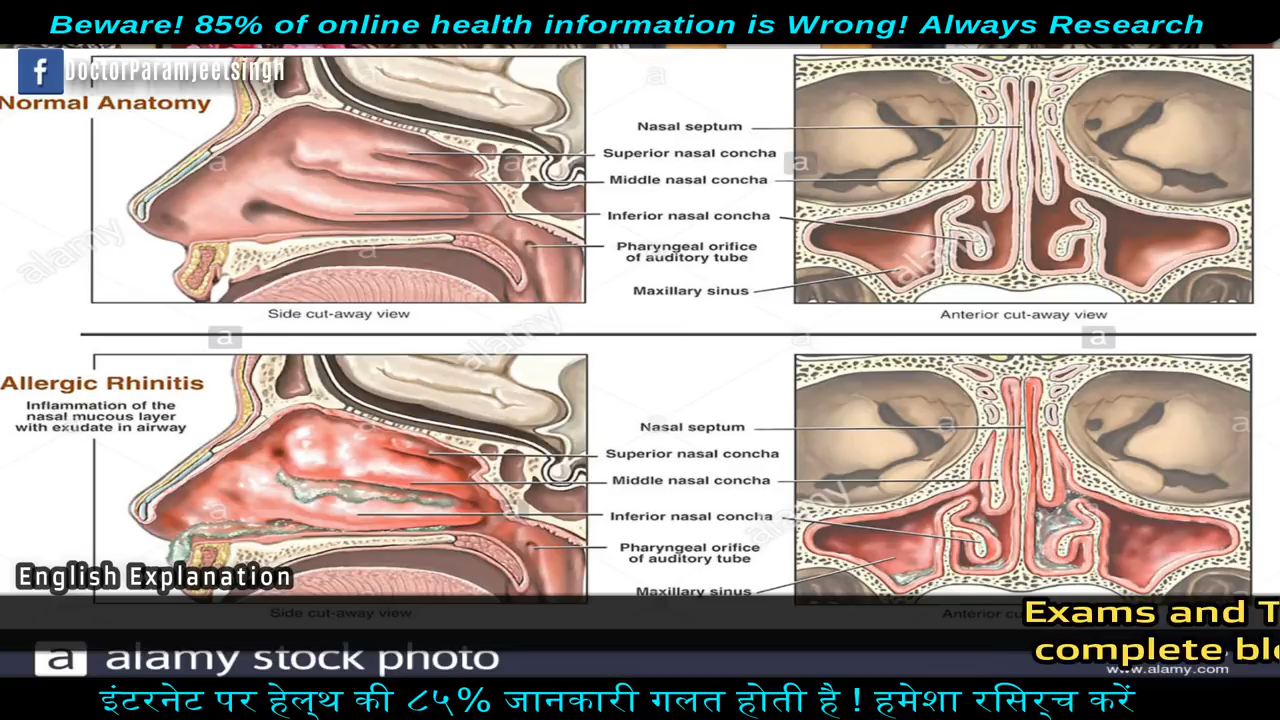 Beware! 85% of online health information is Wrong! Always Research
f DoctorParamjeetsingh
Normal Anatomy
Nasal septum
Superior nasal concha
Middle nasal concha
Inferior nasal concha
Pharyngeal orifice
of auditory tube
Maxillary sinus
Side cut-away view
Anterior cut-away view
Allergic Rhinitis
Inflammation of the
nasal mucous layer
with exudate in airway
Nasal septum
Superior nasal concha
Middle nasal concha
Inferior nasal concha
Pharyngeal orifice
of auditory tube
Maxillary sinus
English Explanation
Side cut-away view
Exams and
complete
a alamy stock photo
www.alamy.com
इंटरनेट पर हेल्थ की ८५% जानकारी गलत होती है ! हमेशा रसिर्च करें